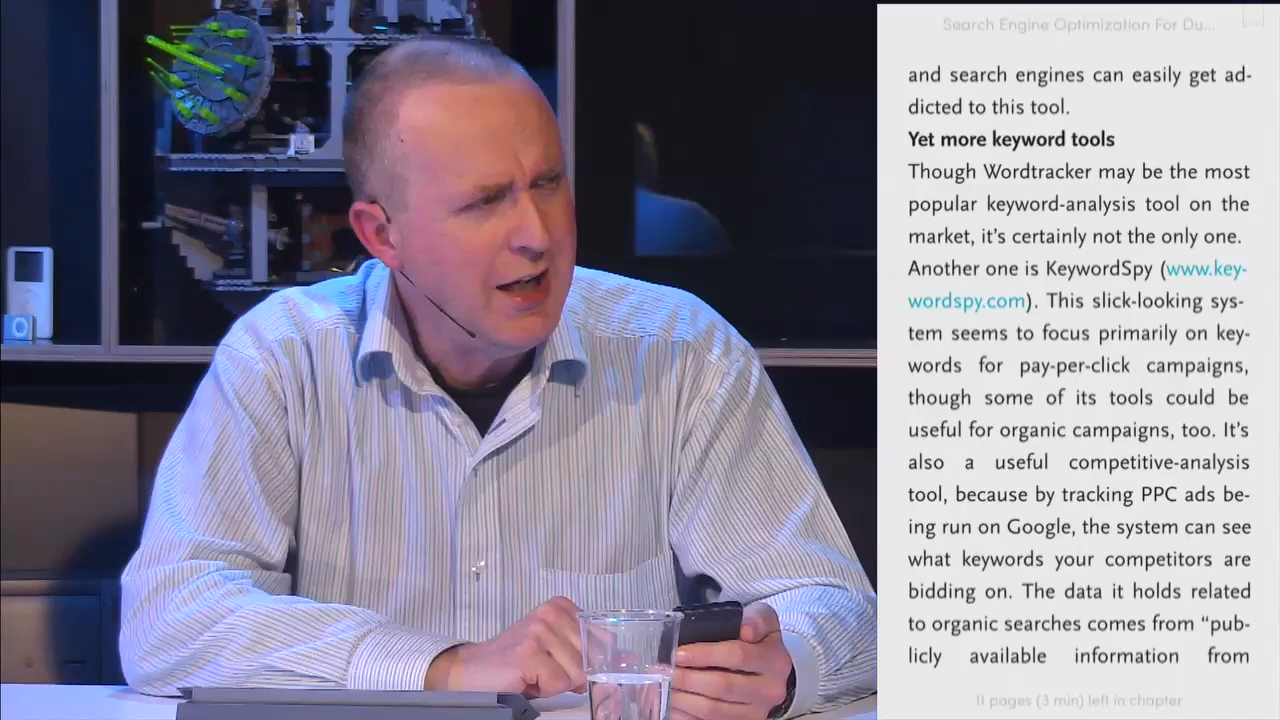 Search Engine Optimization For Du...
and search engines can easily get ad-
dicted to this tool.
Yet more keyword tools
Though Wordtracker may be the most
popular keyword-analysis tool on the
market, it's certainly not the only one.
Another one is KeywordSpy (www.key-
wordspy.com). This slick-looking sys-
tem seems to focus primarily on key-
words for pay-per-click campaigns,
though some of its tools could be
useful for organic campaigns, too. It's
also a useful competitive-analysis
tool, because by tracking PPC ads be-
ing run on Google, the system can see
what keywords your competitors are
bidding on. The data it holds related
to organic searches comes from “pub-
licly available information from
11 pages (3 min) left in chapter